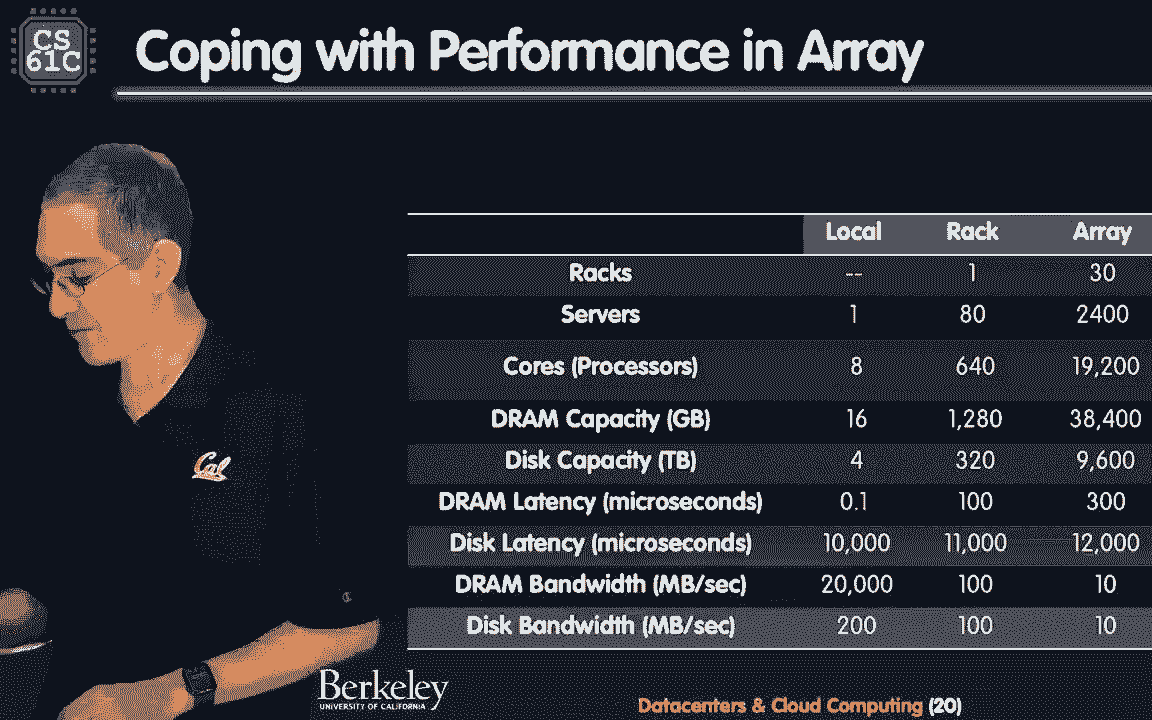 CS
61C
Coping with Performance in Array
Local Rack Array
Racks -- 1 30
Servers 1 80 2400
Cores (Processors) 8 640 19,200
DRAM Capacity (GB) 16 1,280 38,400
Disk Capacity (TB) 4 320 9,600
DRAM Latency (microseconds) 0.1 100 300
Disk Latency (microseconds) 10,000 11,000 12,000
DRAM Bandwidth (MB/sec) 20,000 100 10
Disk Bandwidth (MB/sec) 200 100 10
Cal
Berkeley
UNIVERSITY OF CALIFORNIA
Datacenters & Cloud Computing (20)